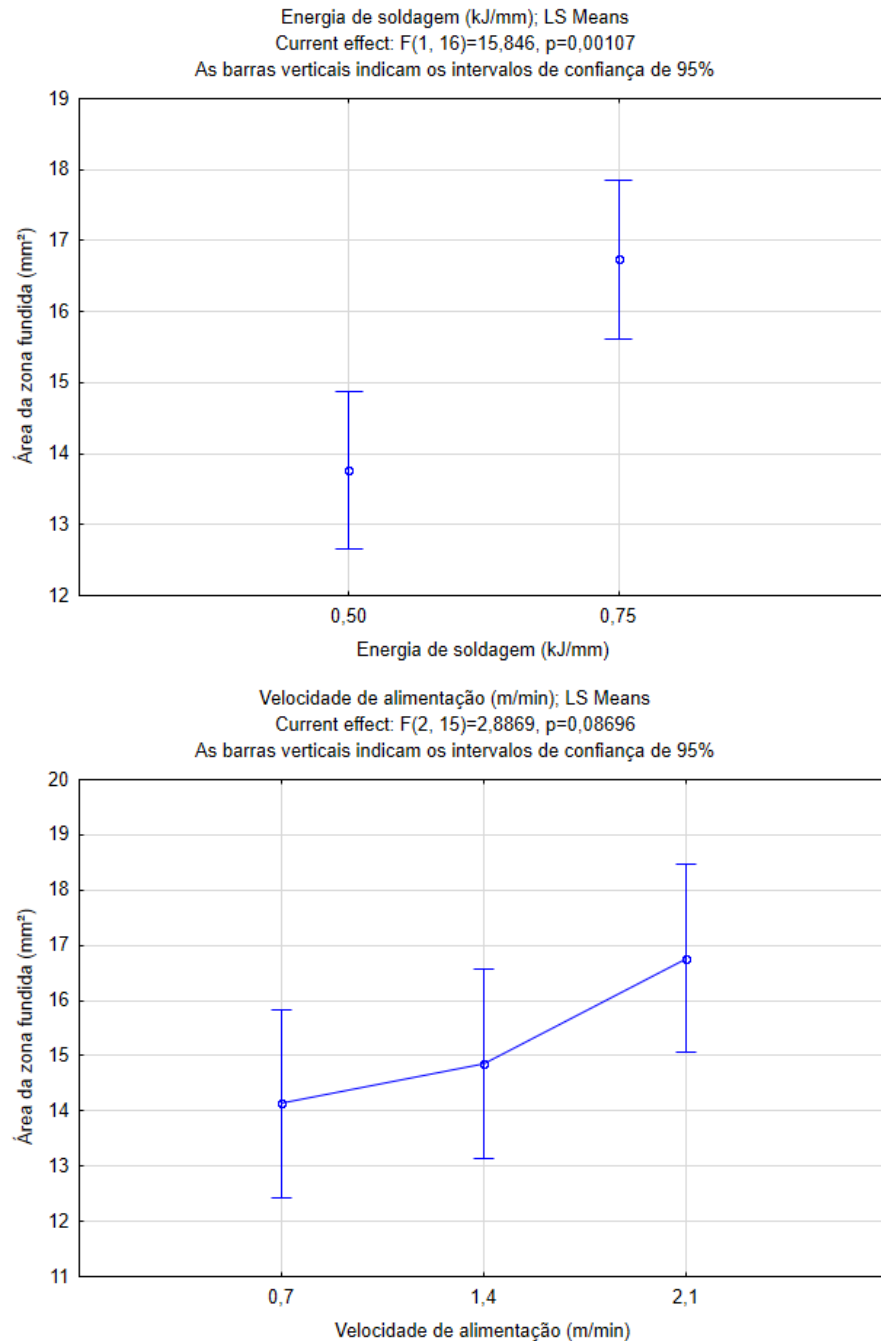 Energia de soldagem (kJ/mm); LS Means
Current effect: F(1, 16)=15,846, p=0,00107
As barras verticais indicam os intervalos de confiança de 95%
19
18
17
16
15
14
13
12
Área da zona fundida (mm²)
0,50 0,75
Energia de soldagem (kJ/mm)
Velocidade de alimentação (m/min); LS Means
Current effect: F(2, 15)=2,8869, p=0,08696
As barras verticais indicam os intervalos de confiança de 95%
20
19
18
17
16
15
14
13
12
11
Área da zona fundida (mm²)
0,7 1,4 2,1
Velocidade de alimentação (m/min)